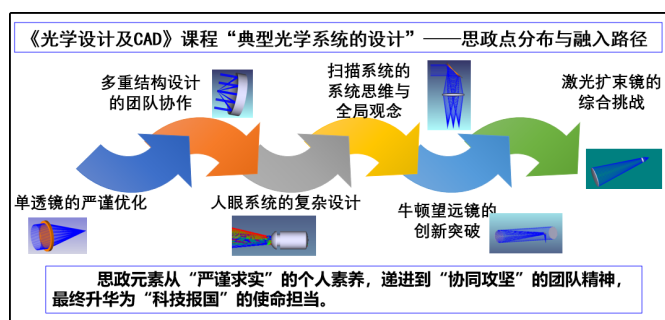 《光学设计及CAD》课程“典型光学系统的设计”——思政点分布与融入路径
多重结构设计
的团队协作
扫描系统的
系统思维与
全局观念
激光扩束镜的
综合挑战
单透镜的严谨优化
人眼系统的复杂设计
牛顿望远镜的
创新突破
思政元素从“严谨求实”的个人素养，递进到“协同攻坚”的团队精神，
最终升华为“科技报国”的使命担当。